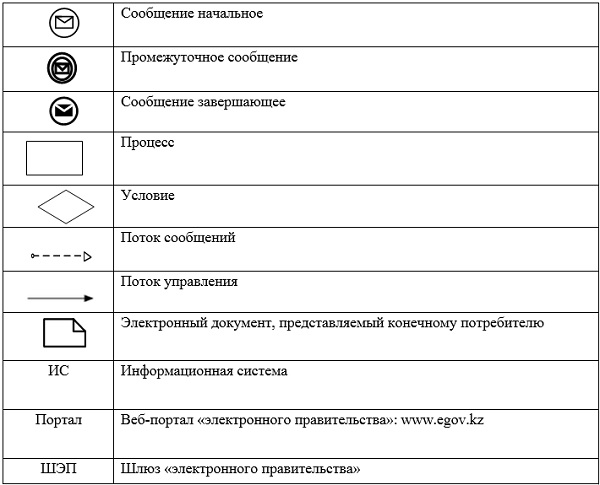 Сообщение начальное
Промежуточное сообщение
Сообщение завершающее
Процесс
Условие
Поток сообщений
Поток управления
Электронный документ, представляемый конечному потребителю
ИС Информационная система
Портал Веб-портал «электронного правительства»: www.egov.kz
ШЭП Шлюз «электронного правительства»